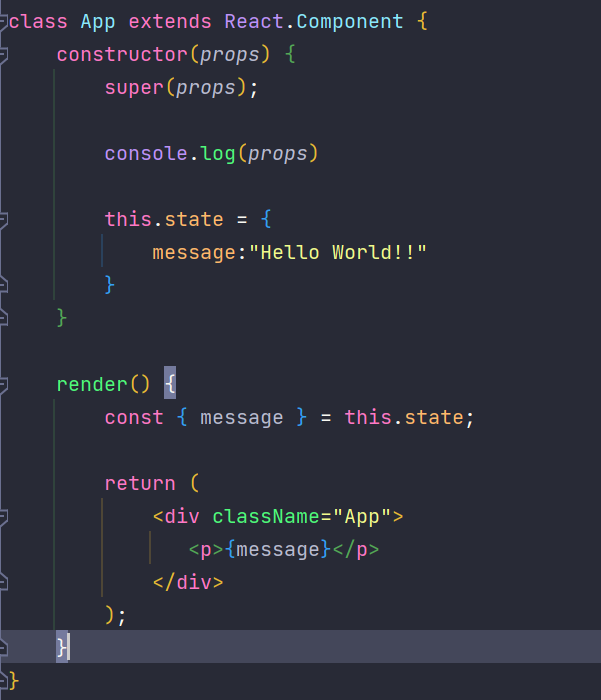 class App extends React.Component {
    constructor(props) {
        super(props);
        console.log(props)
        this.state = {
            message:"Hello World!!"
        }
    }
    render() {
        const { message } = this.state;
        return (
            <div className="App">
               <p>{message}</p>
            </div>
        );
    }
}